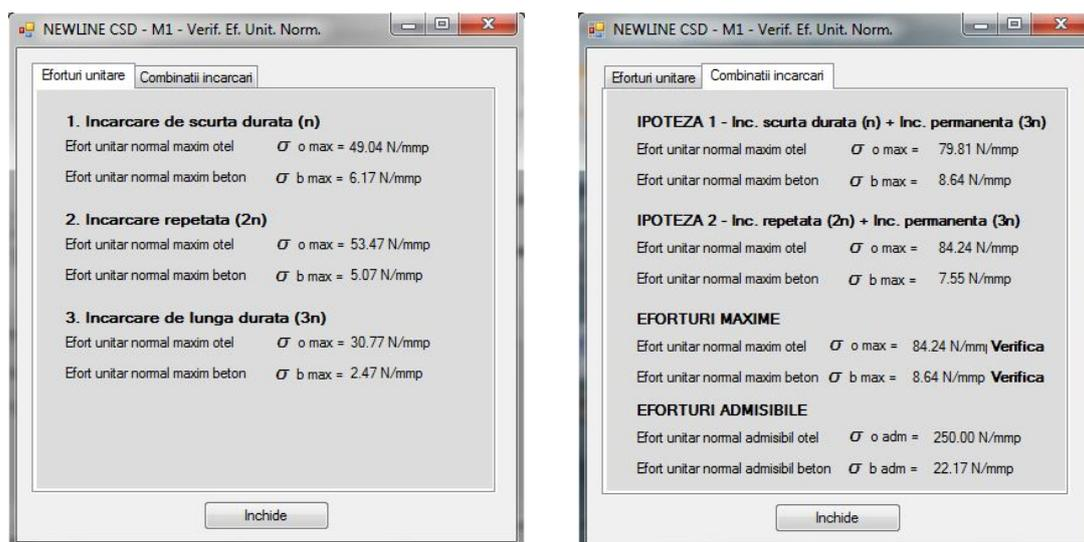 NEWLINE CSD - M1 - Verif. Ef. Unit. Norm.
Eforturi unitare Combinatii incarcari
1. Incarcare de scurta durata (n)
Efort unitar normal maxim otel σ o max = 49.04 N/mmp
Efort unitar normal maxim beton σ b max = 6.17 N/mmp
2. Incarcare repetata (2n)
Efort unitar normal maxim otel σ o max = 53.47 N/mmp
Efort unitar normal maxim beton σ b max = 5.07 N/mmp
3. Incarcare de lunga durata (3n)
Efort unitar normal maxim otel σ o max = 30.77 N/mmp
Efort unitar normal maxim beton σ b max = 2.47 N/mmp
Inchide
NEWLINE CSD - M1 - Verif. Ef. Unit. Norm.
Eforturi unitare Combinatii incarcari
IPOTEZA 1 - Inc. scurta durata (n) + Inc. permanenta (3n)
Efort unitar normal maxim otel σ o max = 79.81 N/mmp
Efort unitar normal maxim beton σ b max = 8.64 N/mmp
IPOTEZA 2 - Inc. repetata (2n) + Inc. permanenta (3n)
Efort unitar normal maxim otel σ o max = 84.24 N/mmp
Efort unitar normal maxim beton σ b max = 7.55 N/mmp
EFORTURI MAXIME
Efort unitar normal maxim otel σ o max = 84.24 N/mmp Verifica
Efort unitar normal maxim beton σ b max = 8.64 N/mmp Verifica
EFORTURI ADMISIBILE
Efort unitar normal admisibil otel σ o adm = 250.00 N/mmp
Efort unitar normal admisibil beton σ b adm = 22.17 N/mmp
Inchide